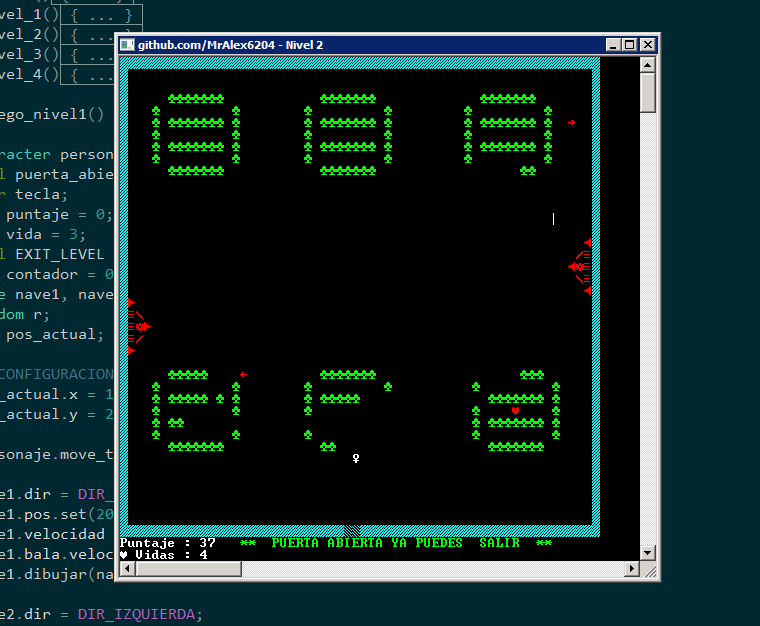 vel_1() { ... }
vel_2() { ... }
vel_3() { ...
vel_4() { ...
github.com/MrAlex6204 - Nivel 2
ego_nivel1()
racter person
l puerta_abie
r tecla;
puntaje = 0;
vida = 3;
l EXIT_LEVEL
contador = 0
e nave1, nave
dom r;
pos_actual;
CONFIGURACION
_actual.x = 1
_actual.y = 2
sonaje.move_t
e1.dir = DIR_
e1.pos.set(20
e1.velocidad
e1.bala.veloc
e1.dibujar(na
e2.dir = DIR_IZQUIERDA;
Puntaje : 37 ** PUERTA ABIERTA YA PUEDES SALIR **
♥ Vidas : 4